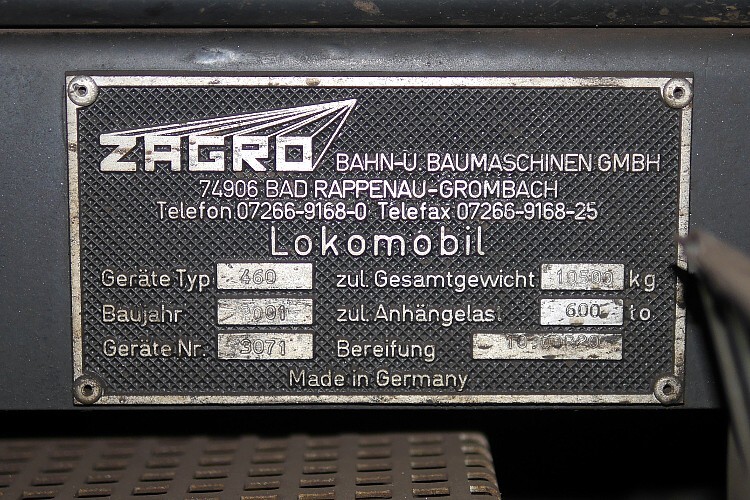 ZAGRO BAHN-U. BAUMASCHINEN GMBH
74906 BAD RAPPENAU-GROMBACH
Telefon 07266-9168-0 Telefax 07266-9168-25
Lokomobil
Geräte Typ 460 zul. Gesamtgewicht 10500 kg
Baujahr zul. Anhängelast 600 to
Geräte Nr. 3071 Bereifung
Made in Germany